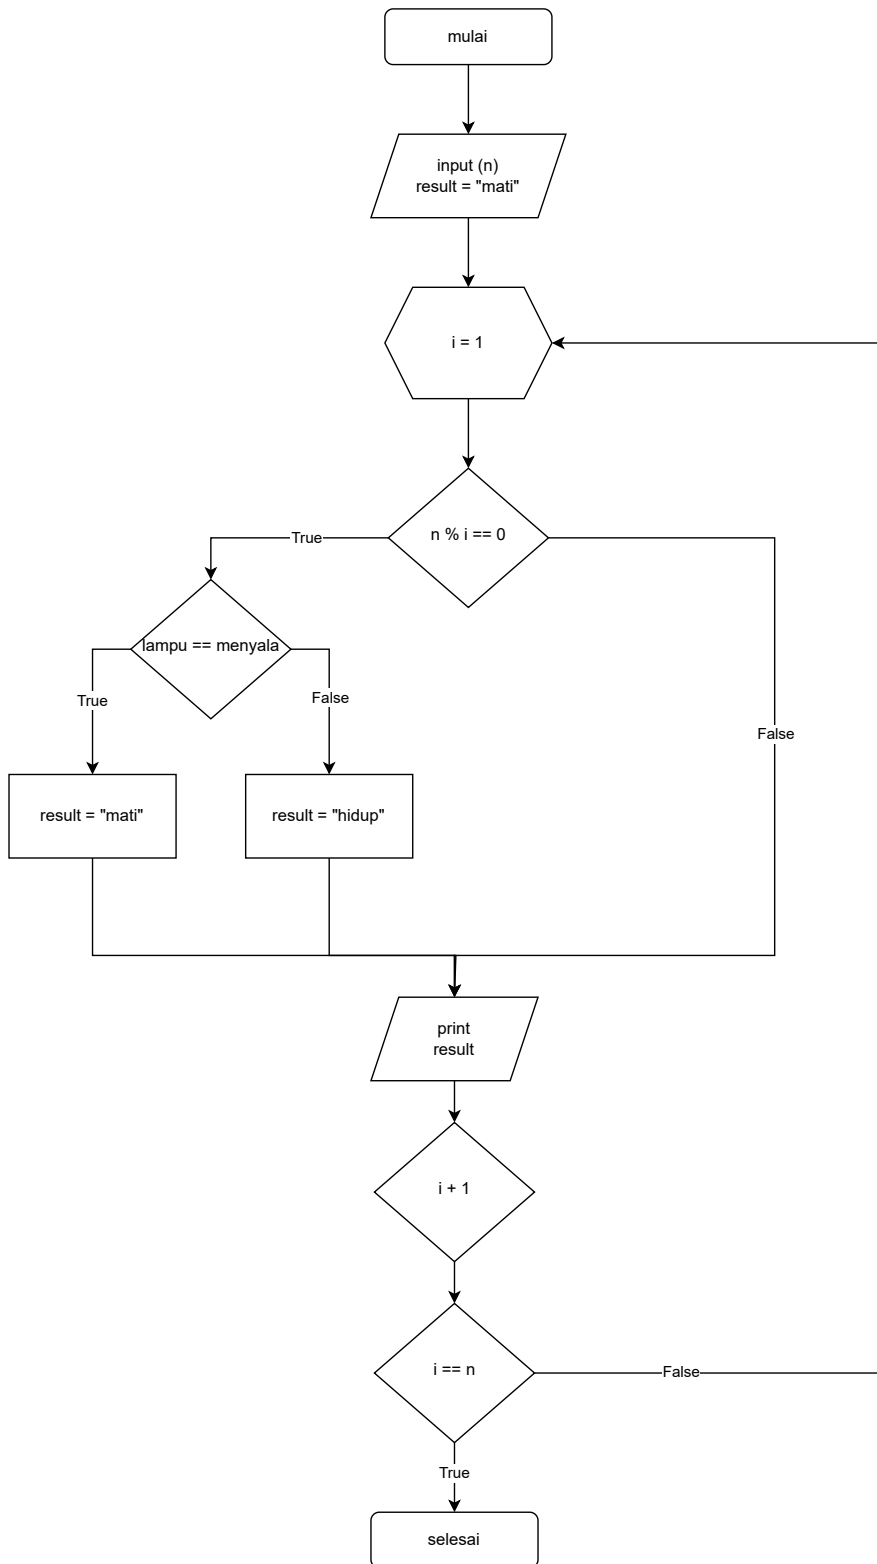 mulai
input (n)
result = "mati"
i = 1
n % i == 0
True
lampu == menyala
True
False
False
result = "mati"
result = "hidup"
print
result
i + 1
i == n
False
True
selesai